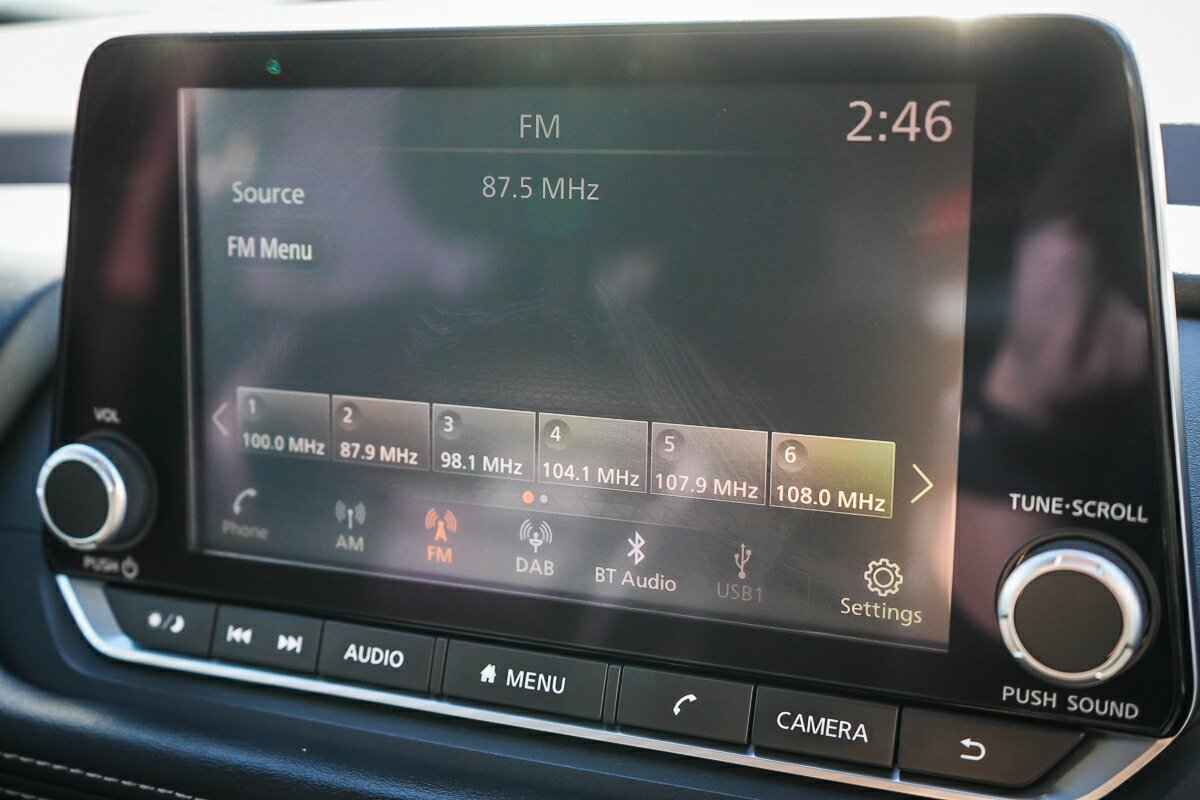 FM
2:46
Source
87.5 MHz
FM Menu
1
100.0 MHz
2
87.9 MHz
3
98.1 MHz
4
104.1 MHz
5
107.9 MHz
6
108.0 MHz
Phone
AM
FM
DAB
BT Audio
USB1
Settings
VOL
PUSH
TUNE·SCROLL
PUSH SOUND
AUDIO
MENU
CAMERA